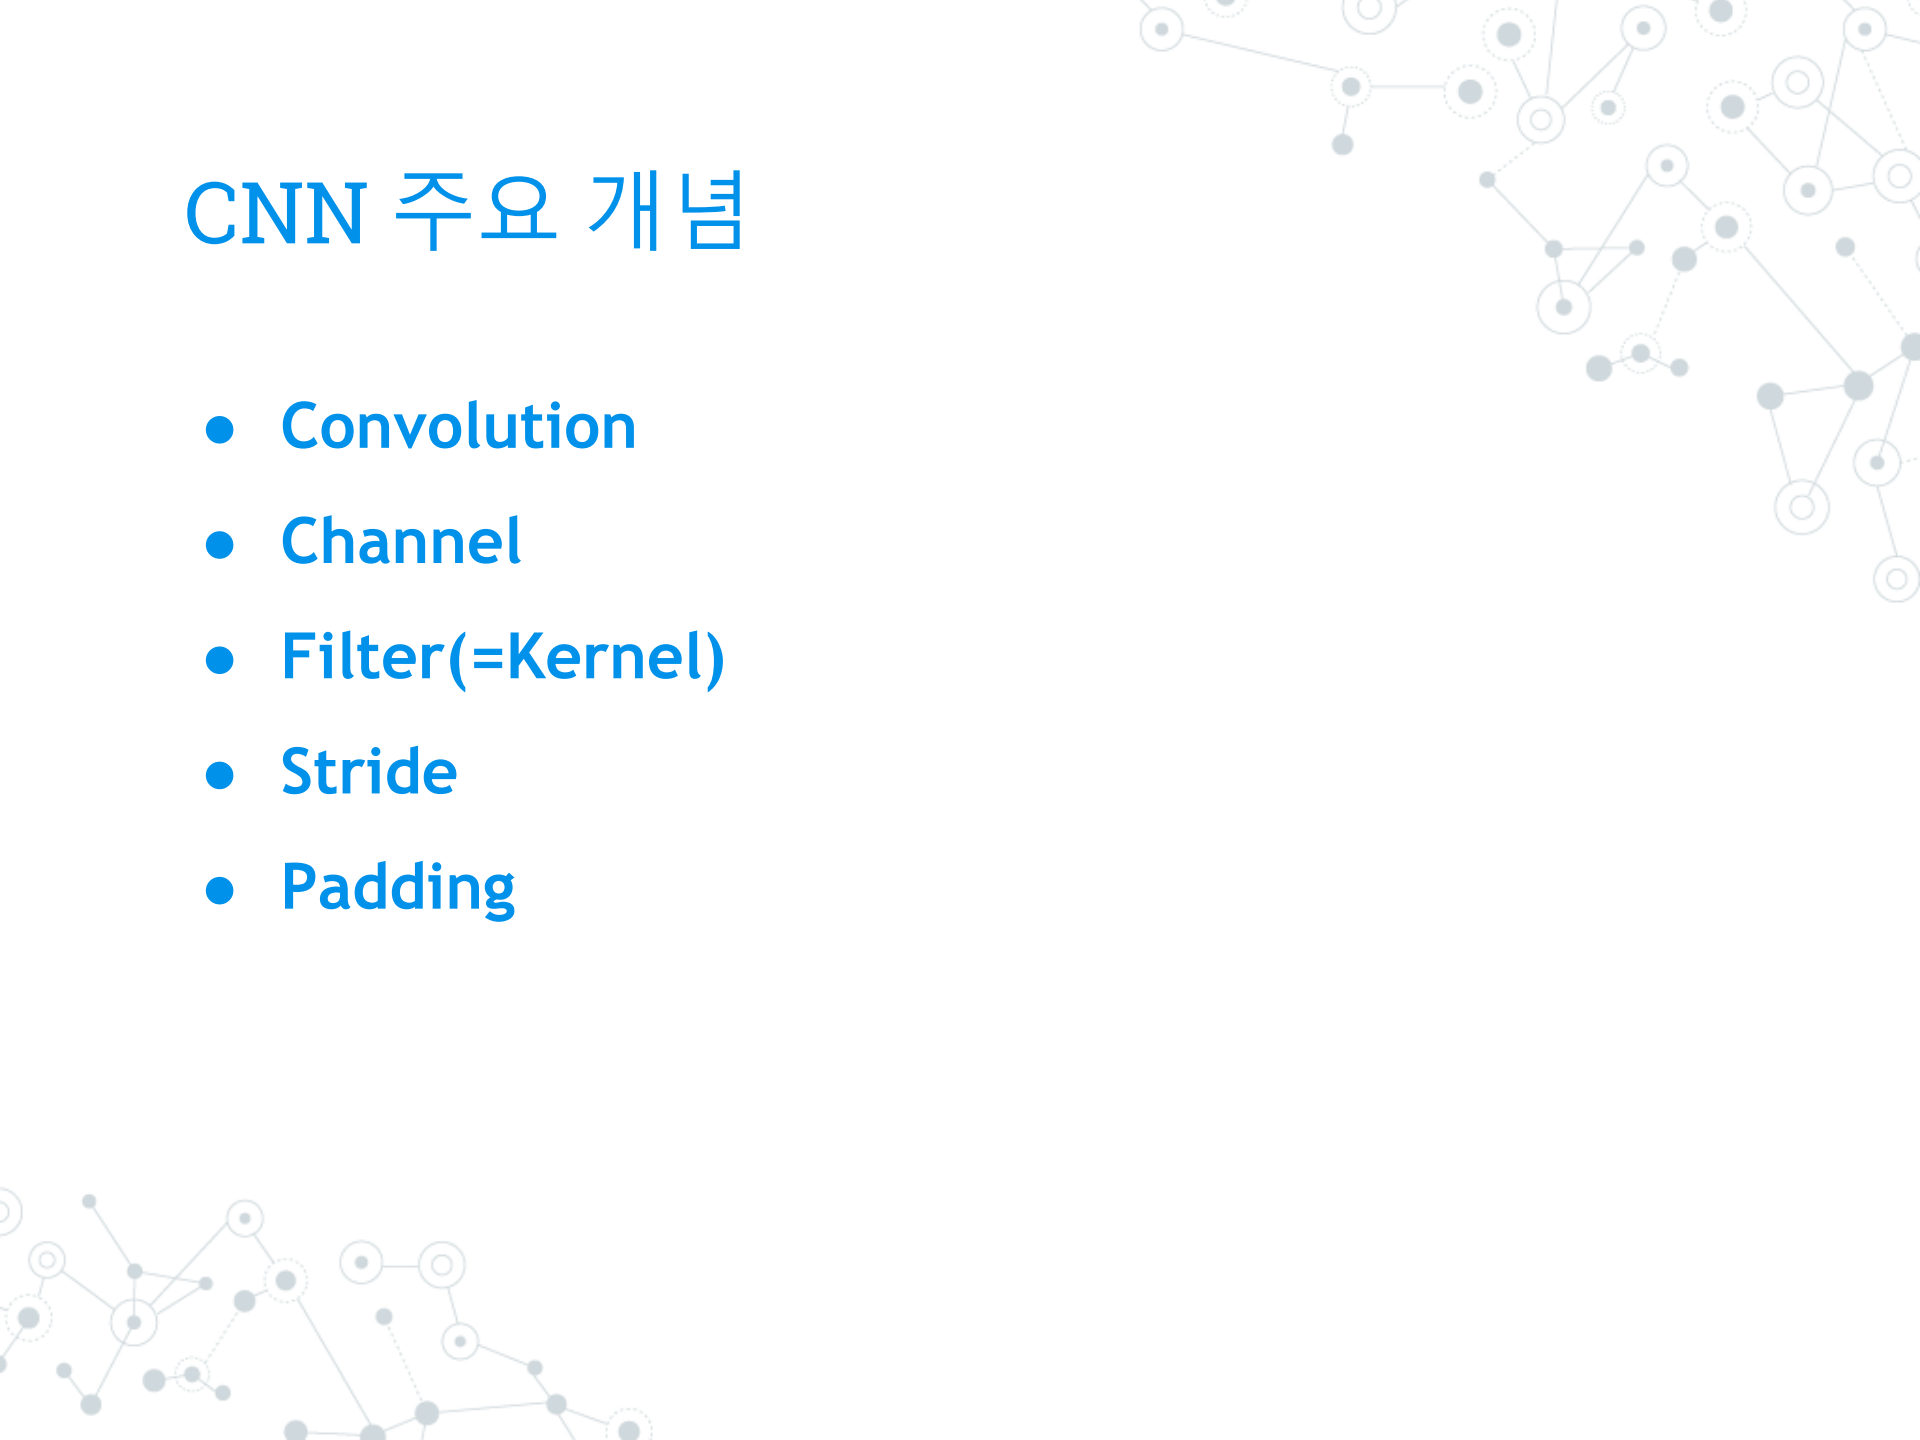 CNN 주요 개념
● Convolution
● Channel
● Filter(=Kernel)
● Stride
● Padding